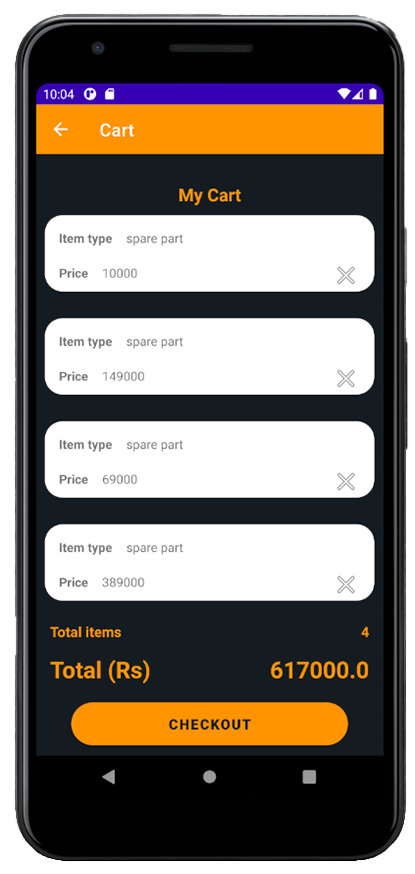 10:04
Cart
My Cart
Item type spare part
Price 10000
Item type spare part
Price 149000
Item type spare part
Price 69000
Item type spare part
Price 389000
Total items 4
Total (Rs) 617000.0
CHECKOUT